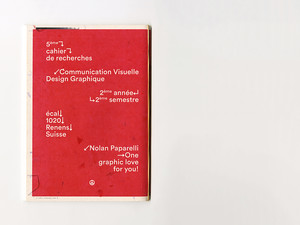 5ème↴
cahier↴
de recherches
↙Communication Visuelle
Design Graphique
2ème année↵
↳2ème semestre
écal↓
1020↓
Renens↓
Suisse
↙Nolan Paparelli
→One
graphic love
for you!